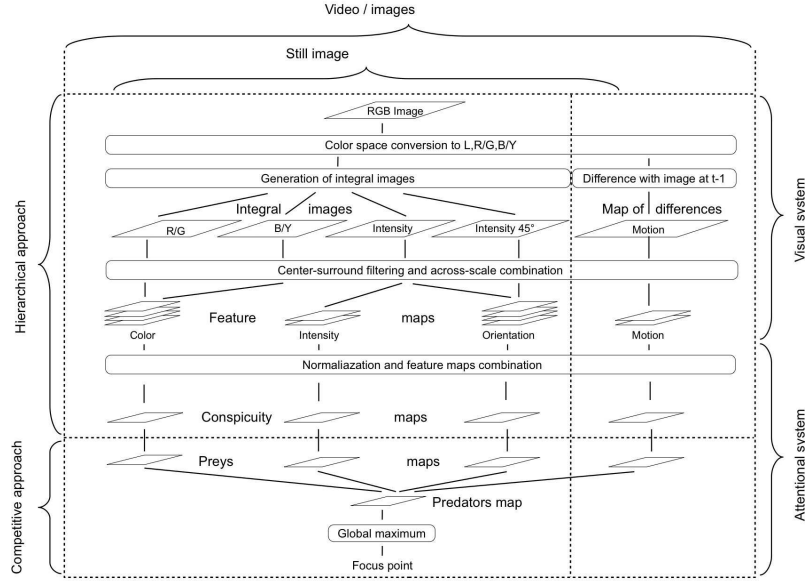 Video / images
Still image
RGB Image
Color space conversion to L,R/G,B/Y
Generation of integral images
Difference with image at t-1
Integral images
Map of differences
R/G
B/Y
Intensity
Intensity 45°
Motion
Center-surround filtering and across-scale combination
Feature maps
Color
Intensity
Orientation
Motion
Normaliazation and feature maps combination
Conspicuity maps
Preys maps
Predators map
Global maximum
Focus point
Hierarchical approach
Competitive approach
Visual system
Attentional system